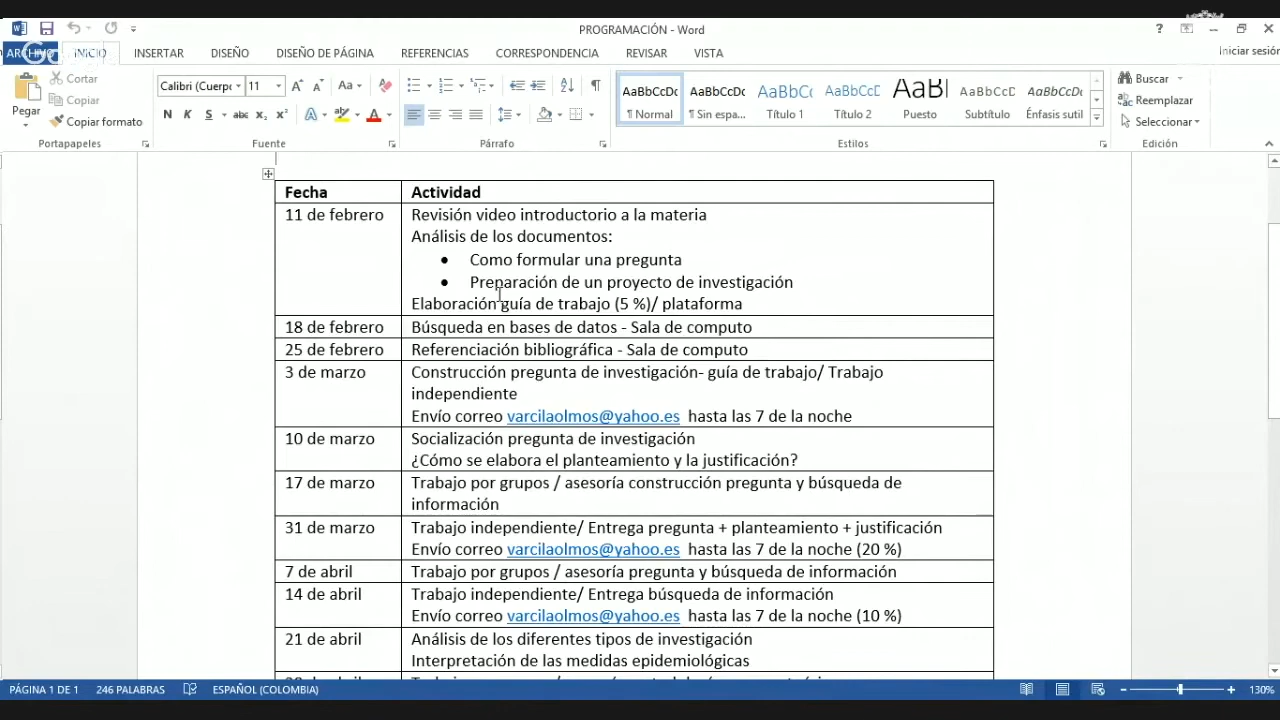 PROGRAMACIÓN - Word
ARCHIVO INICIO INSERTAR DISEÑO DISEÑO DE PÁGINA REFERENCIAS CORRESPONDENCIA REVISAR VISTA
Iniciar sesión
Cortar
Copiar
Copiar formato
Pegar
Calibri (Cuerpo 11
AaBbCcDc AaBbCcDc AaBbCcD AaBbCcD AaBb AaBbCcD AaBbCcDc
¶ Normal ¶ Sin espa... Título 1 Título 2 Puesto Subtítulo Énfasis sutil
Buscar
Reemplazar
Seleccionar
Portapapeles Fuente Párrafo Estilos Edición
Fecha Actividad
11 de febrero Revisión video introductorio a la materia
Análisis de los documentos:
• Como formular una pregunta
• Preparación de un proyecto de investigación
Elaboración guía de trabajo (5 %)/ plataforma
18 de febrero Búsqueda en bases de datos - Sala de computo
25 de febrero Referenciación bibliográfica - Sala de computo
3 de marzo Construcción pregunta de investigación- guía de trabajo/ Trabajo
independiente
Envío correo varcilaolmos@yahoo.es hasta las 7 de la noche
10 de marzo Socialización pregunta de investigación
¿Cómo se elabora el planteamiento y la justificación?
17 de marzo Trabajo por grupos / asesoría construcción pregunta y búsqueda de
información
31 de marzo Trabajo independiente/ Entrega pregunta + planteamiento + justificación
Envío correo varcilaolmos@yahoo.es hasta las 7 de la noche (20 %)
7 de abril Trabajo por grupos / asesoría pregunta y búsqueda de información
14 de abril Trabajo independiente/ Entrega búsqueda de información
Envío correo varcilaolmos@yahoo.es hasta las 7 de la noche (10 %)
21 de abril Análisis de los diferentes tipos de investigación
Interpretación de las medidas epidemiológicas
PÁGINA 1 DE 1 246 PALABRAS ESPAÑOL (COLOMBIA) 130%